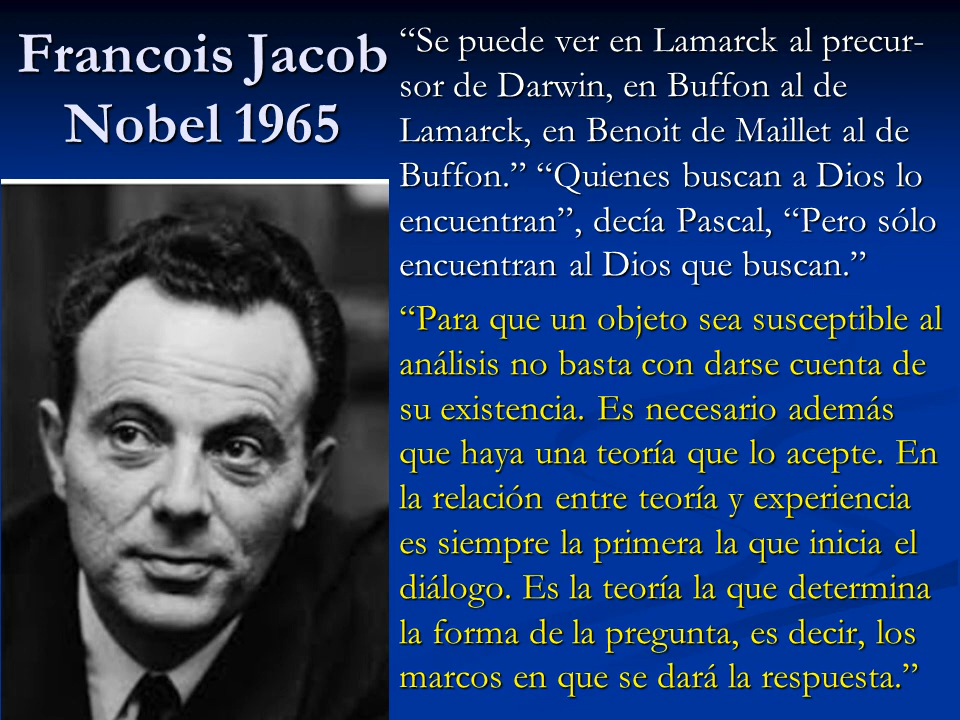 Francois Jacob
Nobel 1965
“Se puede ver en Lamarck al precur-
sor de Darwin, en Buffon al de
Lamarck, en Benoit de Maillet al de
Buffon.” “Quienes buscan a Dios lo
encuentran”, decía Pascal, “Pero sólo
encuentran al Dios que buscan.”
“Para que un objeto sea susceptible al
análisis no basta con darse cuenta de
su existencia. Es necesario además
que haya una teoría que lo acepte. En
la relación entre teoría y experiencia
es siempre la primera la que inicia el
diálogo. Es la teoría la que determina
la forma de la pregunta, es decir, los
marcos en que se dará la respuesta.”